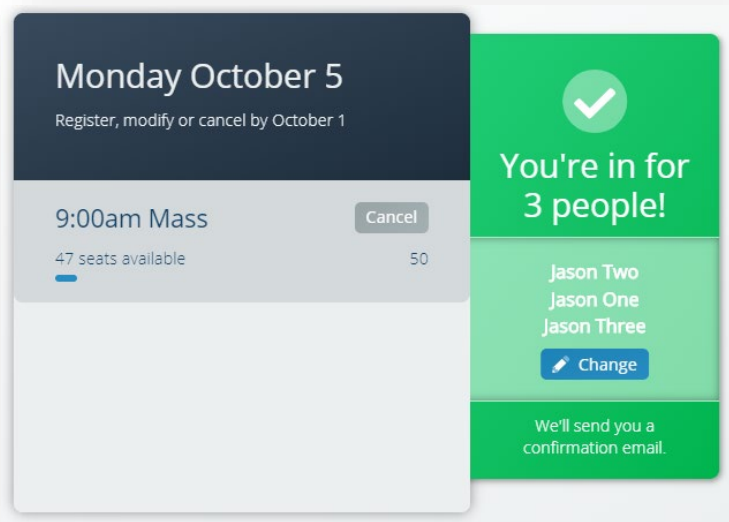 Monday October 5
Register, modify or cancel by October 1
9:00am Mass
Cancel
47 seats available
50
You're in for
3 people!
Jason Two
Jason One
Jason Three
Change
We'll send you a
confirmation email.